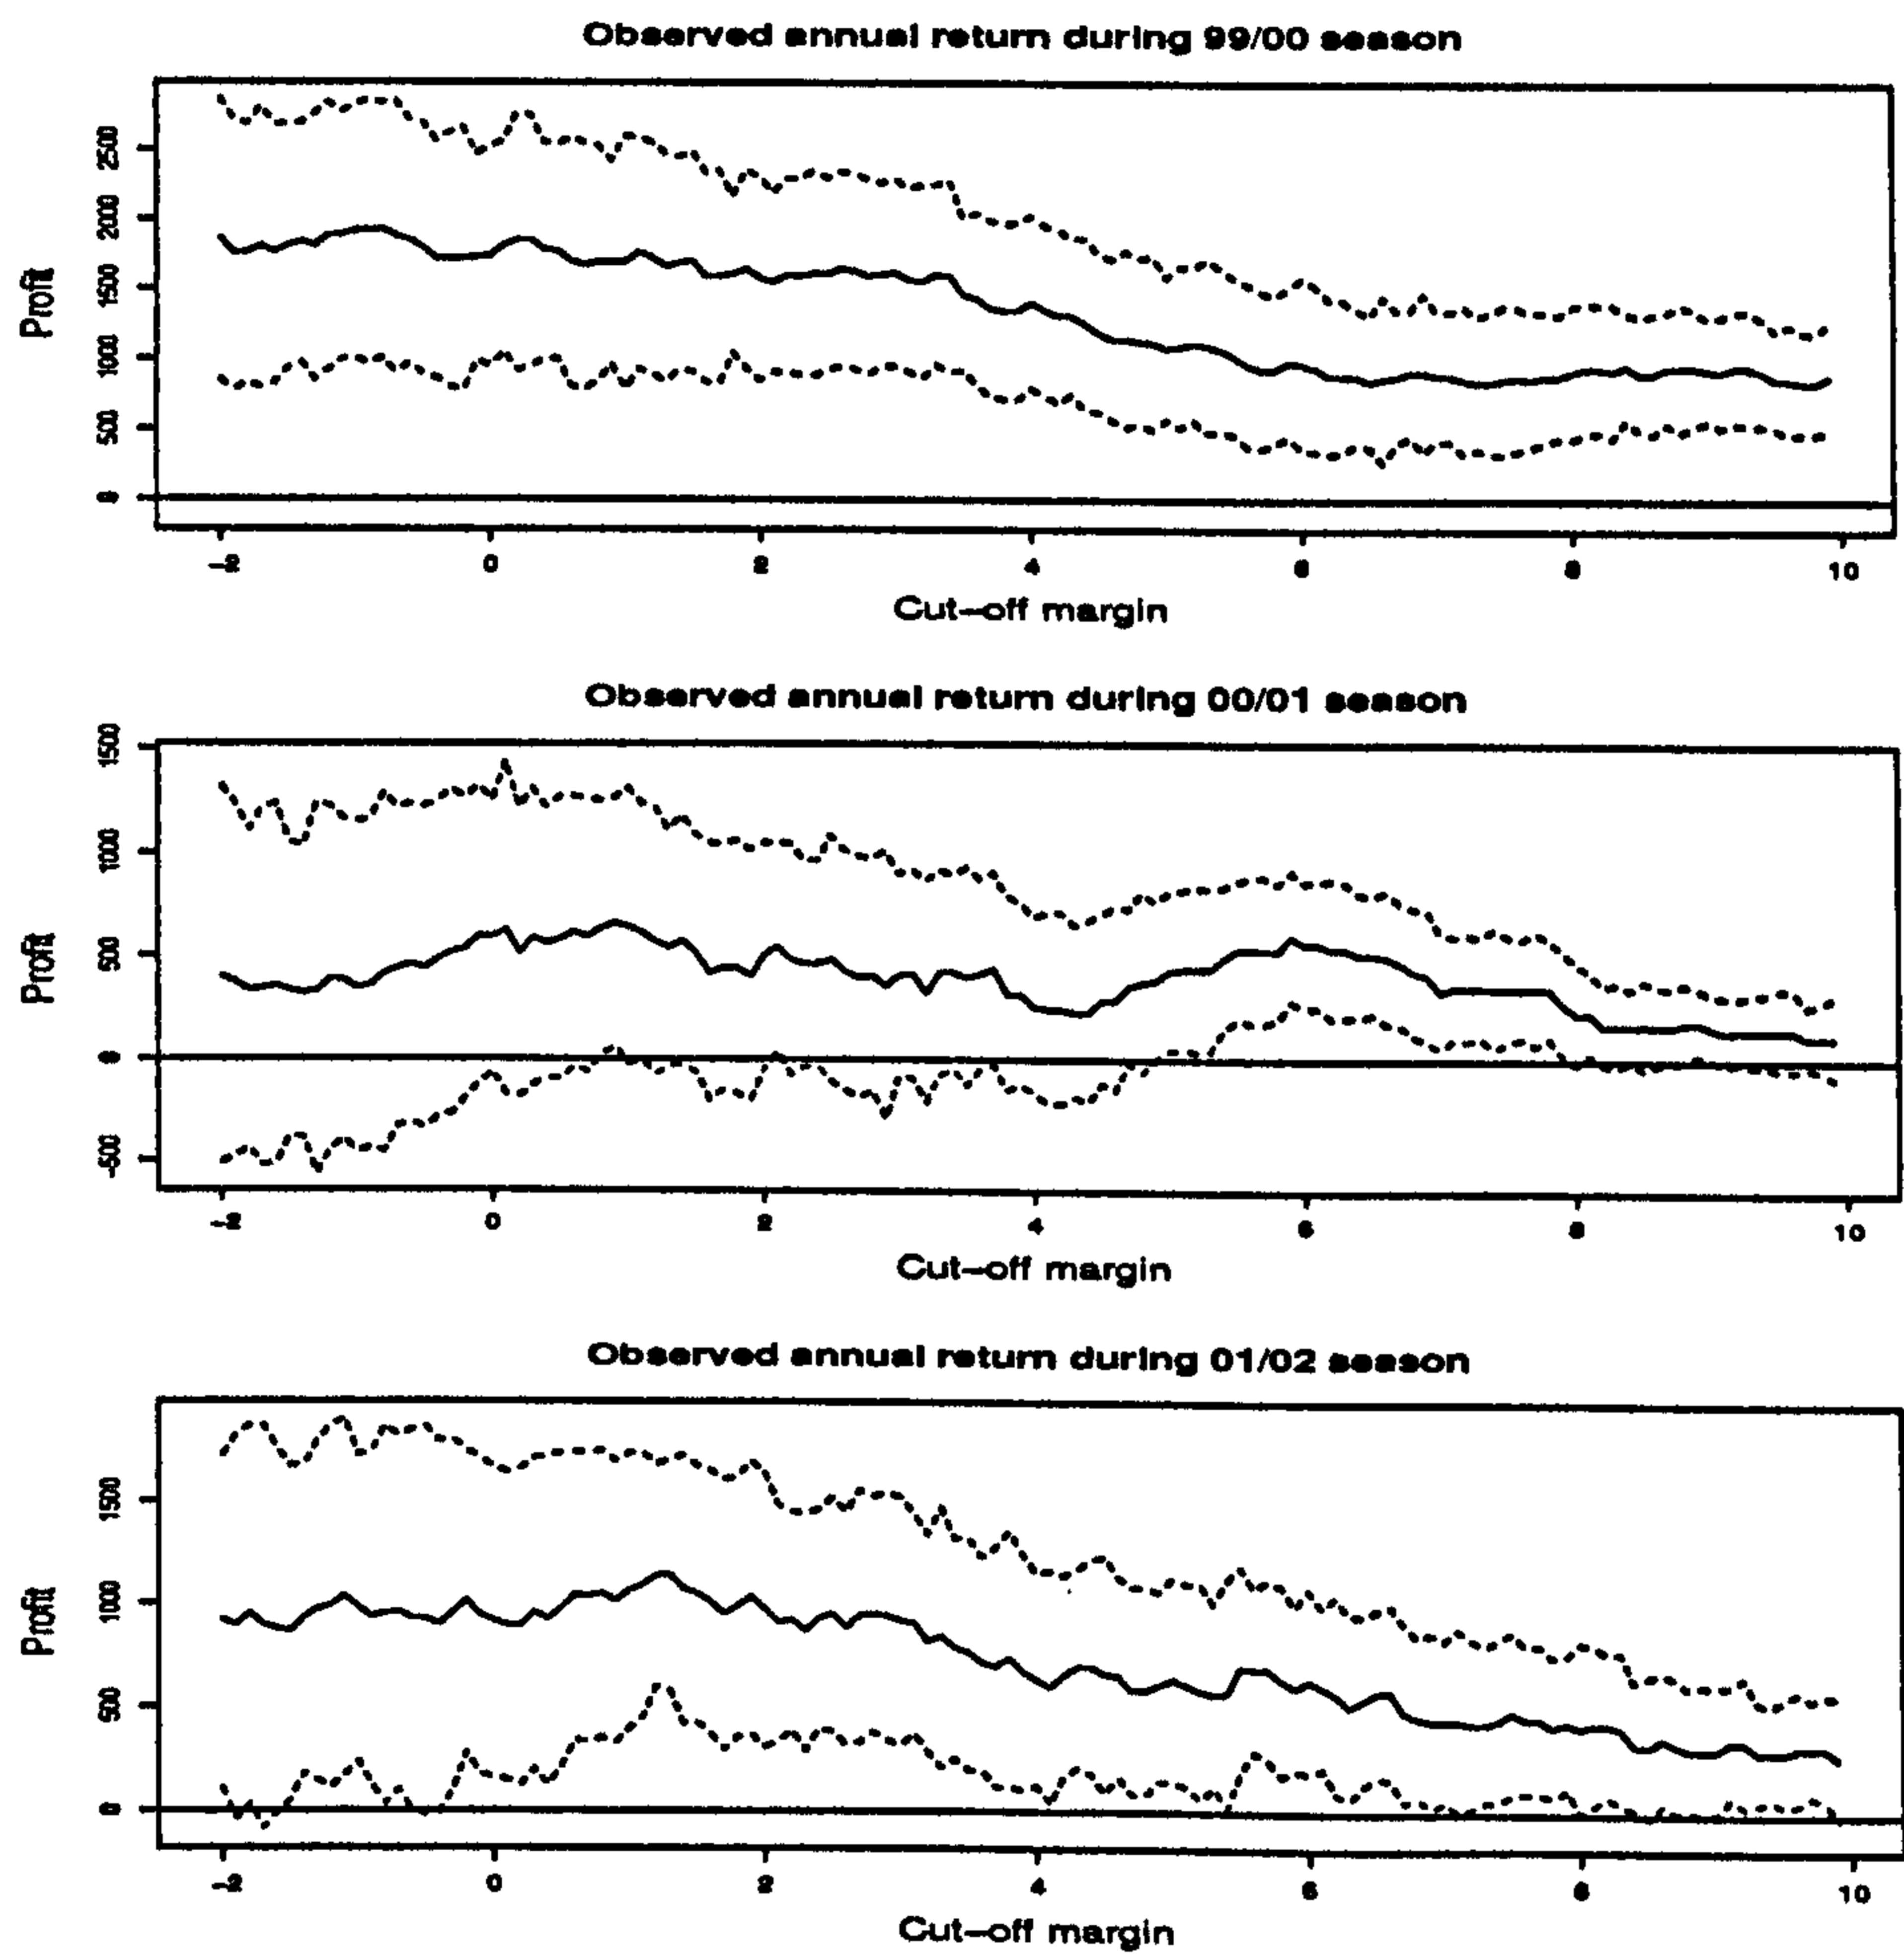 Observed annual return during 99/00 season
Profit
2500
2000
1500
1000
500
0
-2 0 2 4 6 8 10
Cut-off margin
Observed annual return during 00/01 season
Profit
1500
1000
500
0
-500
-2 0 2 4 6 8 10
Cut-off margin
Observed annual return during 01/02 season
Profit
1500
1000
500
0
-2 0 2 4 6 8 10
Cut-off margin